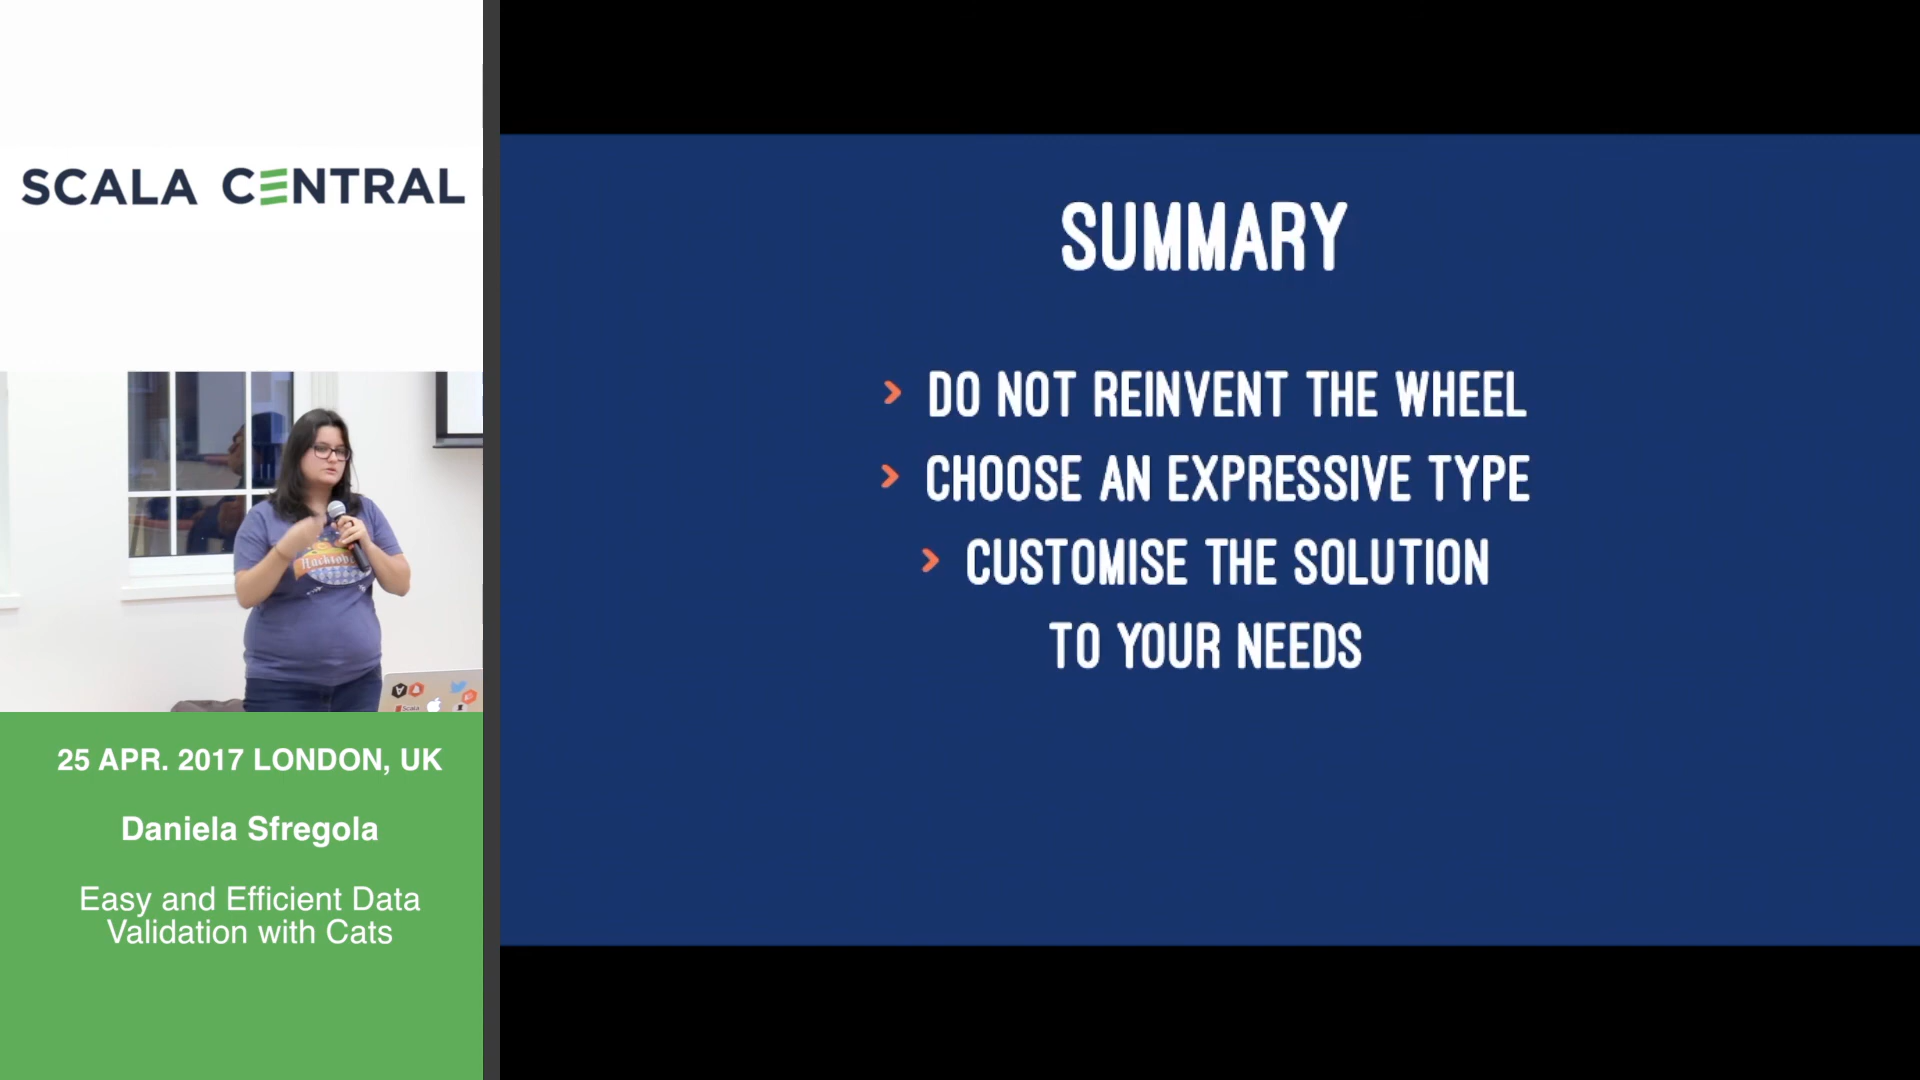 SCALA CENTRAL
25 APR. 2017 LONDON, UK
Daniela Sfregola
Easy and Efficient Data
Validation with Cats
SUMMARY
› DO NOT REINVENT THE WHEEL
› CHOOSE AN EXPRESSIVE TYPE
› CUSTOMISE THE SOLUTION
TO YOUR NEEDS
Scala